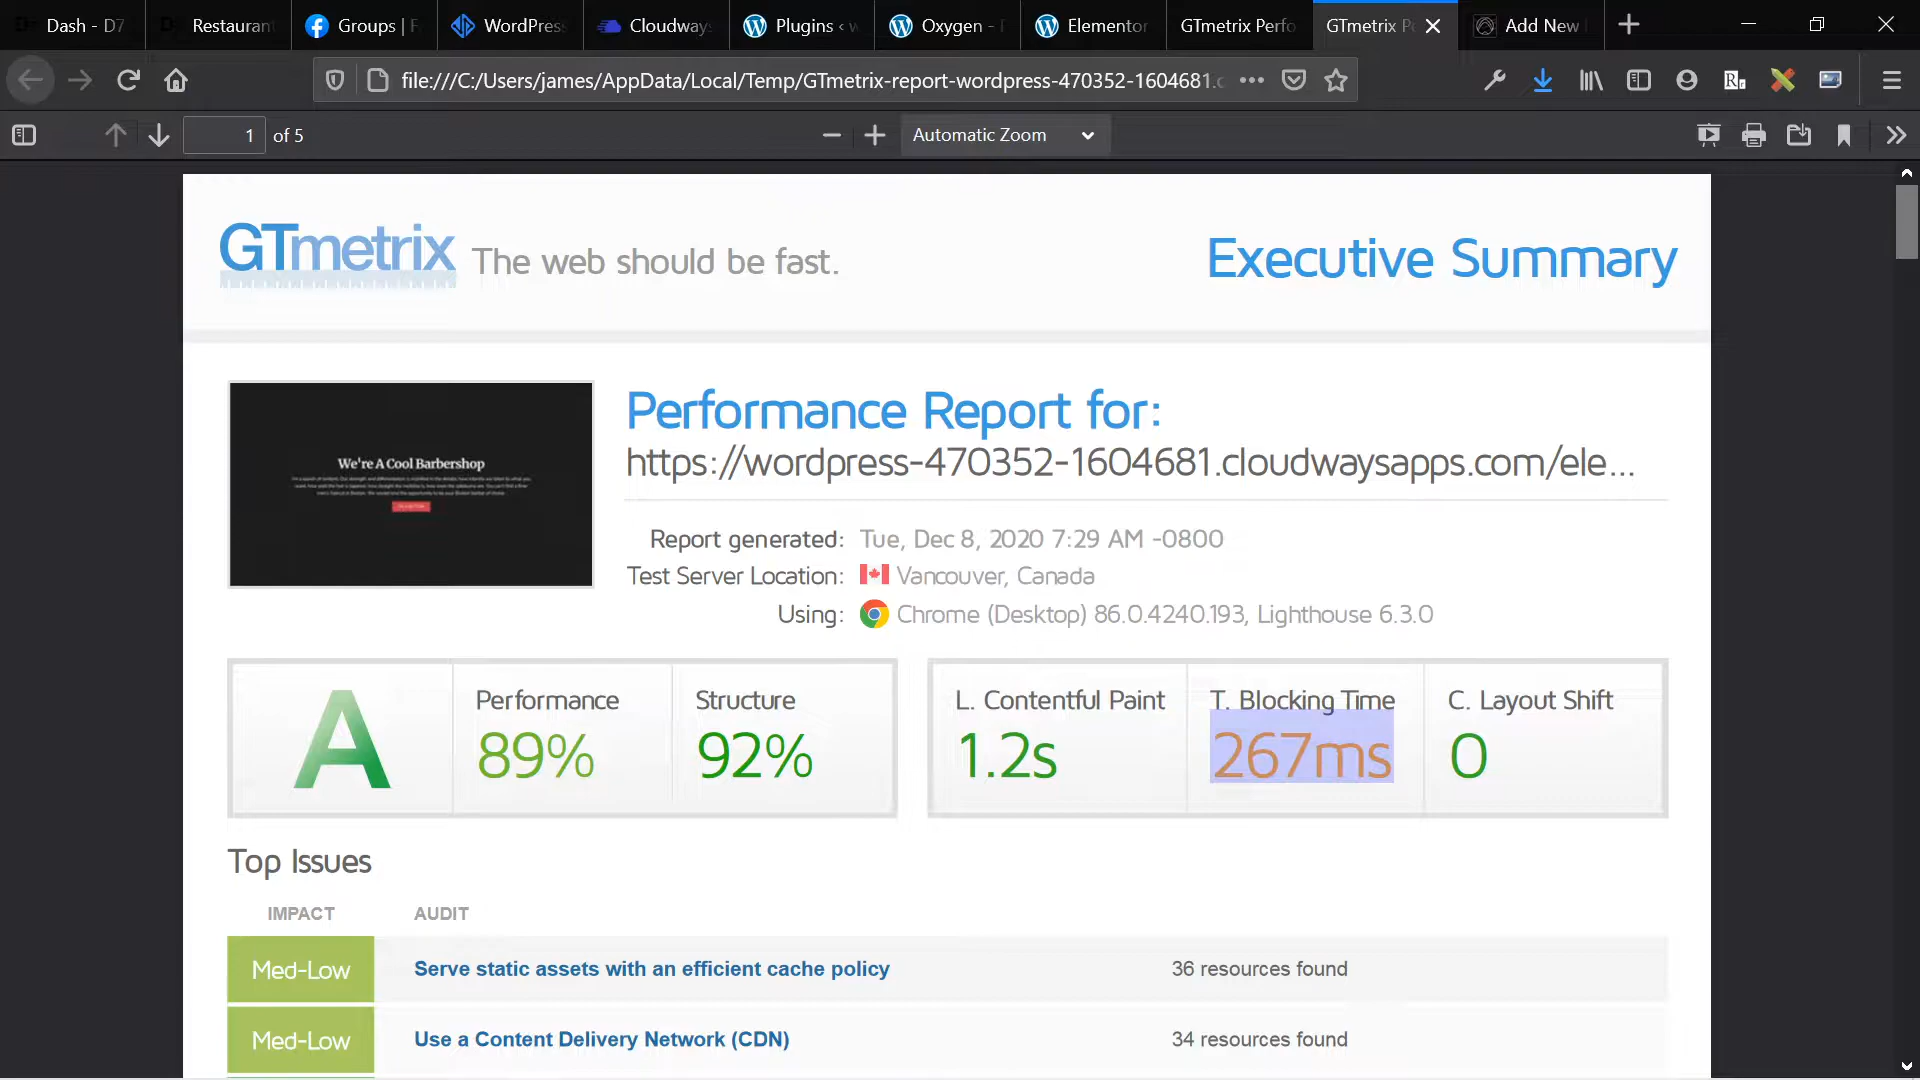 Dash - D7
Restaurant
Groups | F
WordPress
Cloudways
Plugins ‹ w
Oxygen -
Elementor
GTmetrix Perfo
GTmetrix Pe
Add New
file:///C:/Users/james/AppData/Local/Temp/GTmetrix-report-wordpress-470352-1604681.c
1 of 5
Automatic Zoom
GTmetrix The web should be fast.
Executive Summary
We're A Cool Barbershop
Performance Report for:
https://wordpress-470352-1604681.cloudwaysapps.com/ele...
Report generated: Tue, Dec 8, 2020 7:29 AM -0800
Test Server Location: Vancouver, Canada
Using: Chrome (Desktop) 86.0.4240.193, Lighthouse 6.3.0
A
Performance
89%
Structure
92%
L. Contentful Paint
1.2s
T. Blocking Time
267ms
C. Layout Shift
0
Top Issues
IMPACT AUDIT
Med-Low Serve static assets with an efficient cache policy 36 resources found
Med-Low Use a Content Delivery Network (CDN) 34 resources found